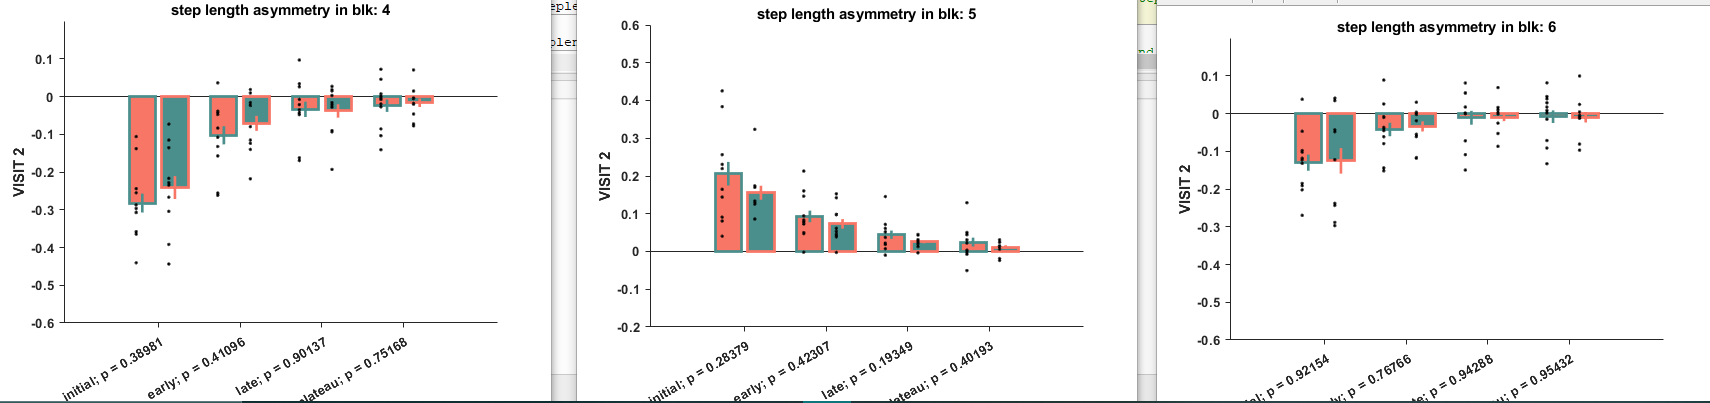 step length asymmetry in blk: 4
0.1
0
-0.1
-0.2
-0.3
-0.4
-0.5
-0.6
VISIT 2
initial; p = 0.38981
early; p = 0.41096
late; p = 0.90137
plateau; p = 0.75168
step length asymmetry in blk: 5
0.6
0.5
0.4
0.3
0.2
0.1
0
-0.1
-0.2
VISIT 2
initial; p = 0.28379
early; p = 0.42307
late; p = 0.19349
ateau; p = 0.40193
step length asymmetry in blk: 6
0.1
0
-0.1
-0.2
-0.3
-0.4
-0.5
-0.6
VISIT 2
p = 0.92154
p = 0.76766
p = 0.94288
p = 0.95432